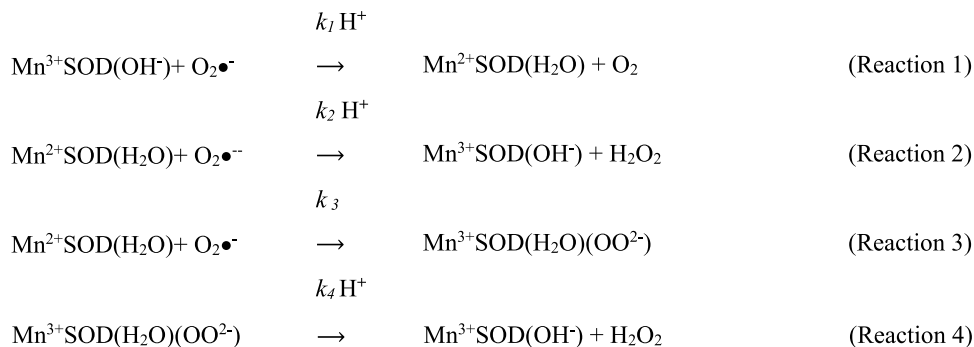 k₁ H⁺
Mn³⁺SOD(OH⁻)+ O₂•⁻ → Mn²⁺SOD(H₂O) + O₂ (Reaction 1)
k₂ H⁺
Mn²⁺SOD(H₂O)+ O₂•⁻⁻ → Mn³⁺SOD(OH⁻) + H₂O₂ (Reaction 2)
k ₃
Mn²⁺SOD(H₂O)+ O₂•⁻ → Mn³⁺SOD(H₂O)(OO²⁻) (Reaction 3)
k₄ H⁺
Mn³⁺SOD(H₂O)(OO²⁻) → Mn³⁺SOD(OH⁻) + H₂O₂ (Reaction 4)